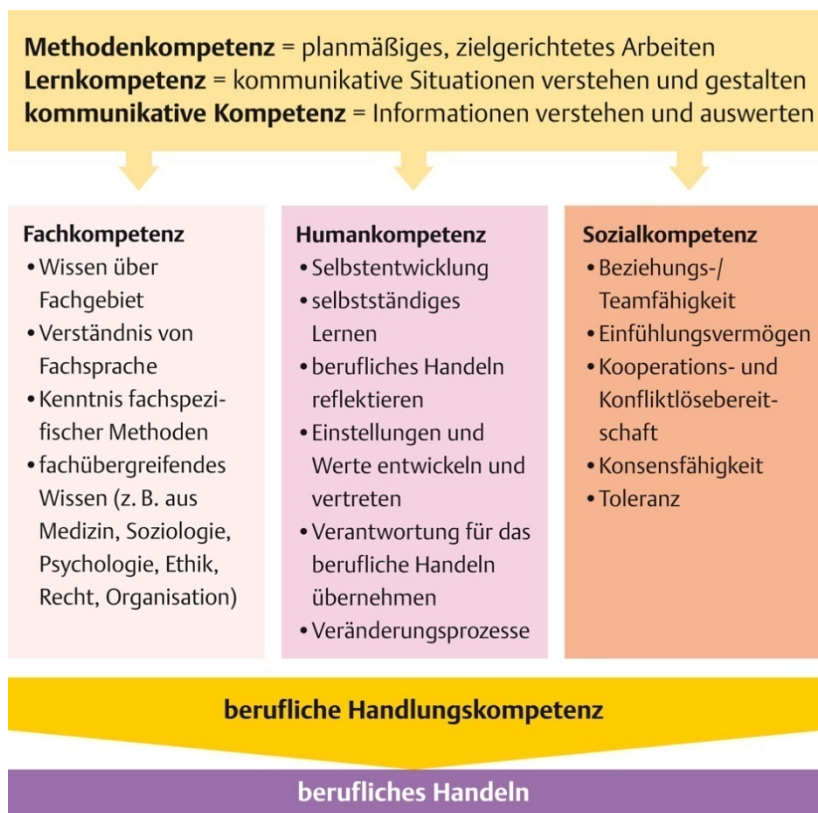 Methodenkompetenz = planmäßiges, zielgerichtetes Arbeiten
Lernkompetenz = kommunikative Situationen verstehen und gestalten
kommunikative Kompetenz = Informationen verstehen und auswerten
Fachkompetenz
• Wissen über
Fachgebiet
• Verständnis von
Fachsprache
• Kenntnis fachspezi-
fischer Methoden
• fachübergreifendes
Wissen (z. B. aus
Medizin, Soziologie,
Psychologie, Ethik,
Recht, Organisation)
Humankompetenz
• Selbstentwicklung
• selbstständiges
Lernen
• berufliches Handeln
reflektieren
• Einstellungen und
Werte entwickeln und
vertreten
• Verantwortung für das
berufliche Handeln
übernehmen
• Veränderungsprozesse
Sozialkompetenz
• Beziehungs-/
Teamfähigkeit
• Einfühlungsvermögen
• Kooperations- und
Konfliktlösebereit-
schaft
• Konsensfähigkeit
• Toleranz
berufliche Handlungskompetenz
berufliches Handeln